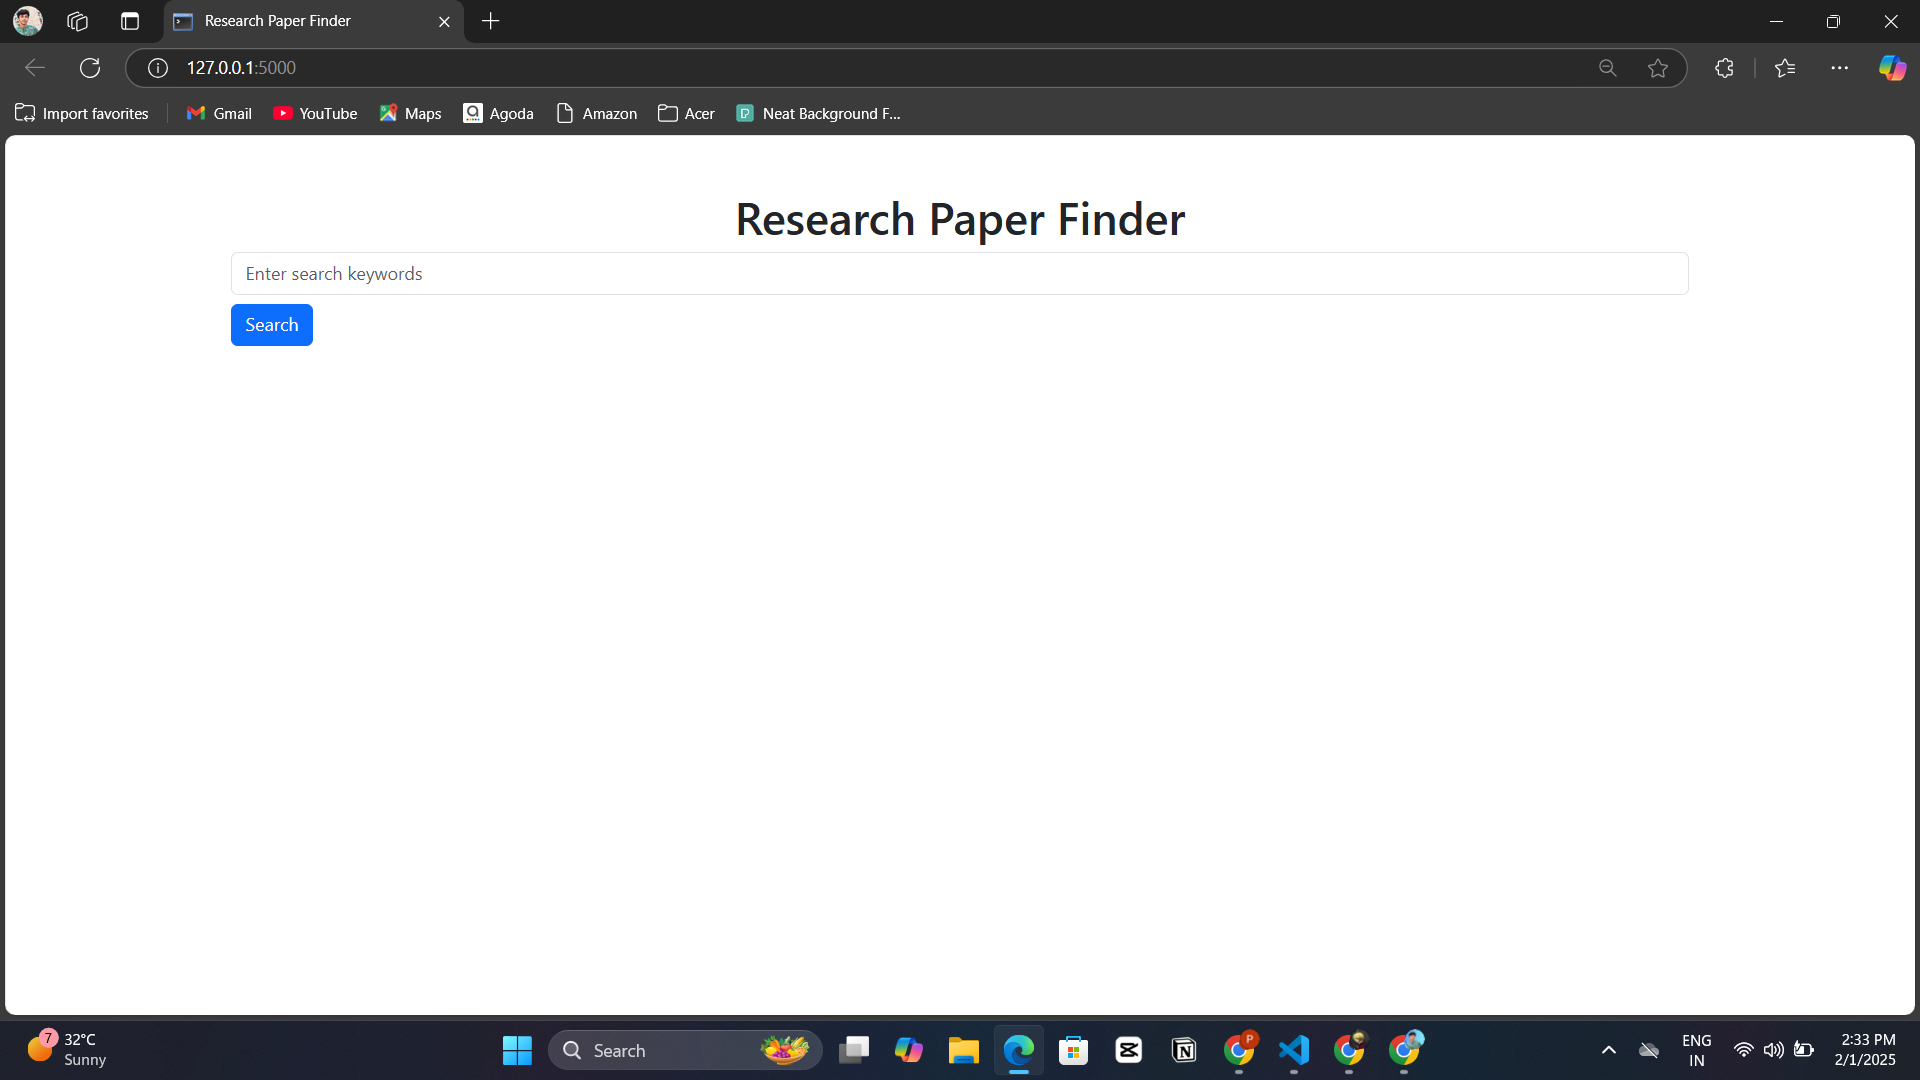 Research Paper Finder
127.0.0.1:5000
Import favorites
Gmail
YouTube
Maps
Agoda
Amazon
Acer
Neat Background F...
Research Paper Finder
Enter search keywords
Search
7
32°C
Sunny
Search
P
ENG
IN
2:33 PM
2/1/2025